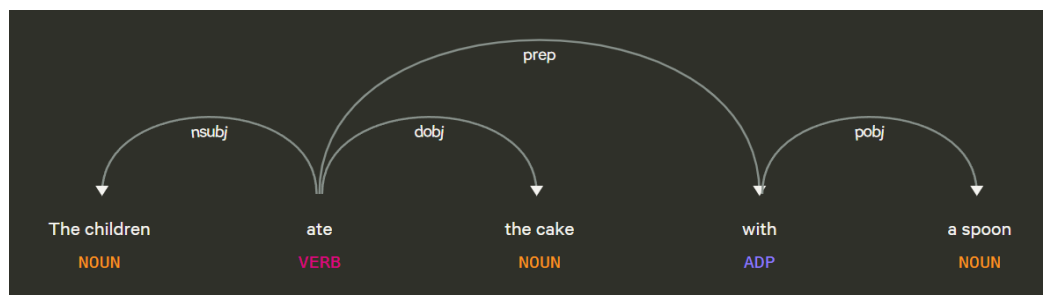 prep
nsubj dobj pobj
The children ate the cake with a spoon
NOUN VERB NOUN ADP NOUN